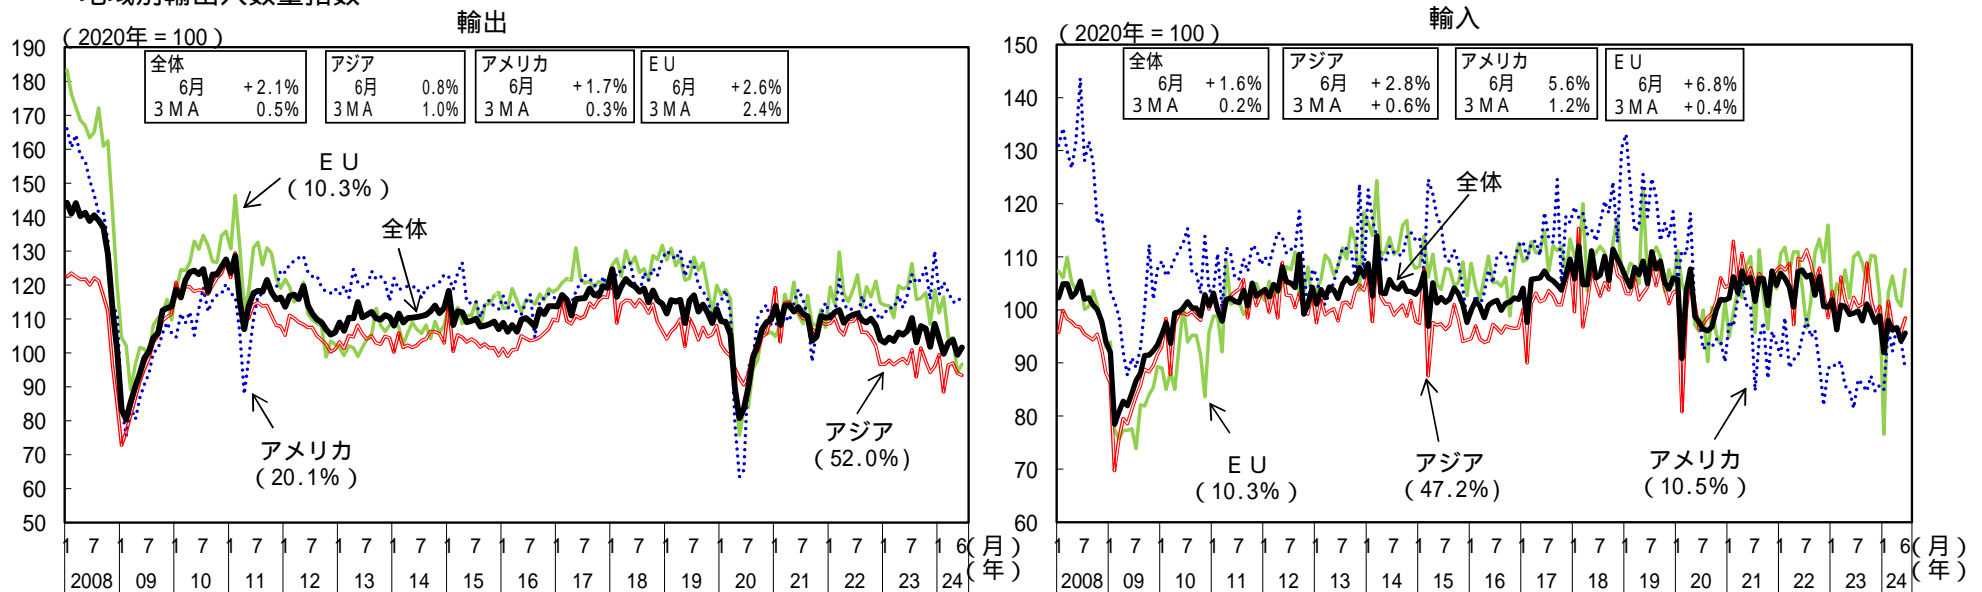 地域別輸出入数量指数
輸出
（2020年＝100）
全体
6月 +2.1%
３ＭＡ 0.5%
アジア
6月 0.8%
３ＭＡ 1.0%
アメリカ
6月 +1.7%
３ＭＡ 0.3%
ＥＵ
6月 +2.6%
３ＭＡ 2.4%
190
180
170
160
150
140
130
120
110
100
90
80
70
60
50
ＥＵ
（10.3%）
全体
アメリカ
（20.1%）
アジア
（52.0%）
1 7 1 7 1 7 1 7 1 7 1 7 1 7 1 7 1 7 1 7 1 7 1 7 1 7 1 7 1 7 1 7 1 6（月）
2008 09 10 11 12 13 14 15 16 17 18 19 20 21 22 23 24（年）
輸入
（2020年＝100）
全体
6月 +1.6%
３ＭＡ 0.2%
アジア
6月 +2.8%
３ＭＡ +0.6%
アメリカ
6月 5.6%
３ＭＡ 1.2%
ＥＵ
6月 +6.8%
３ＭＡ +0.4%
150
140
130
120
110
100
90
80
70
60
全体
ＥＵ
（10.3%）
アジア
（47.2%）
アメリカ
（10.5%）
1 7 1 7 1 7 1 7 1 7 1 7 1 7 1 7 1 7 1 7 1 7 1 7 1 7 1 7 1 7 1 7 1 6（月）
2008 09 10 11 12 13 14 15 16 17 18 19 20 21 22 23 24（年）